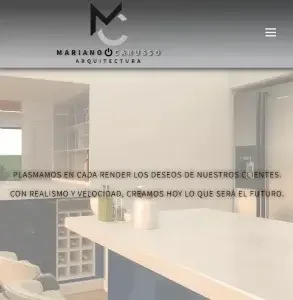 MC
MARIANO CARUSSO
ARQUITECTURA
PLASMAMOS EN CADA RENDER LOS DESEOS DE NUESTROS CLIENTES.
CON REALISMO Y VELOCIDAD, CREAMOS HOY LO QUE SERÁ EL FUTURO.